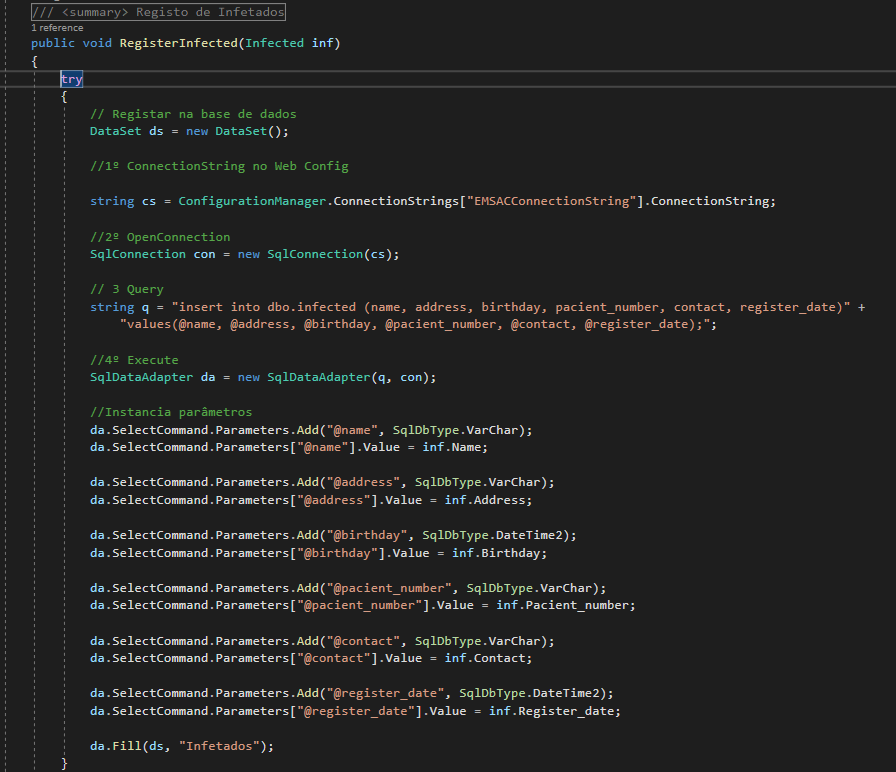 /// <summary> Registo de Infetados
1 reference
public void RegisterInfected(Infected inf)
{
try
{
// Registar na base de dados
DataSet ds = new DataSet();
//1º ConnectionString no Web Config
string cs = ConfigurationManager.ConnectionStrings["EMSACConnectionString"].ConnectionString;
//2º OpenConnection
SqlConnection con = new SqlConnection(cs);
// 3 Query
string q = "insert into dbo.infected (name, address, birthday, pacient_number, contact, register_date)" +
"values(@name, @address, @birthday, @pacient_number, @contact, @register_date);";
//4º Execute
SqlDataAdapter da = new SqlDataAdapter(q, con);
//Instancia parâmetros
da.SelectCommand.Parameters.Add("@name", SqlDbType.VarChar);
da.SelectCommand.Parameters["@name"].Value = inf.Name;
da.SelectCommand.Parameters.Add("@address", SqlDbType.VarChar);
da.SelectCommand.Parameters["@address"].Value = inf.Address;
da.SelectCommand.Parameters.Add("@birthday", SqlDbType.DateTime2);
da.SelectCommand.Parameters["@birthday"].Value = inf.Birthday;
da.SelectCommand.Parameters.Add("@pacient_number", SqlDbType.VarChar);
da.SelectCommand.Parameters["@pacient_number"].Value = inf.Pacient_number;
da.SelectCommand.Parameters.Add("@contact", SqlDbType.VarChar);
da.SelectCommand.Parameters["@contact"].Value = inf.Contact;
da.SelectCommand.Parameters.Add("@register_date", SqlDbType.DateTime2);
da.SelectCommand.Parameters["@register_date"].Value = inf.Register_date;
da.Fill(ds, "Infetados");
}